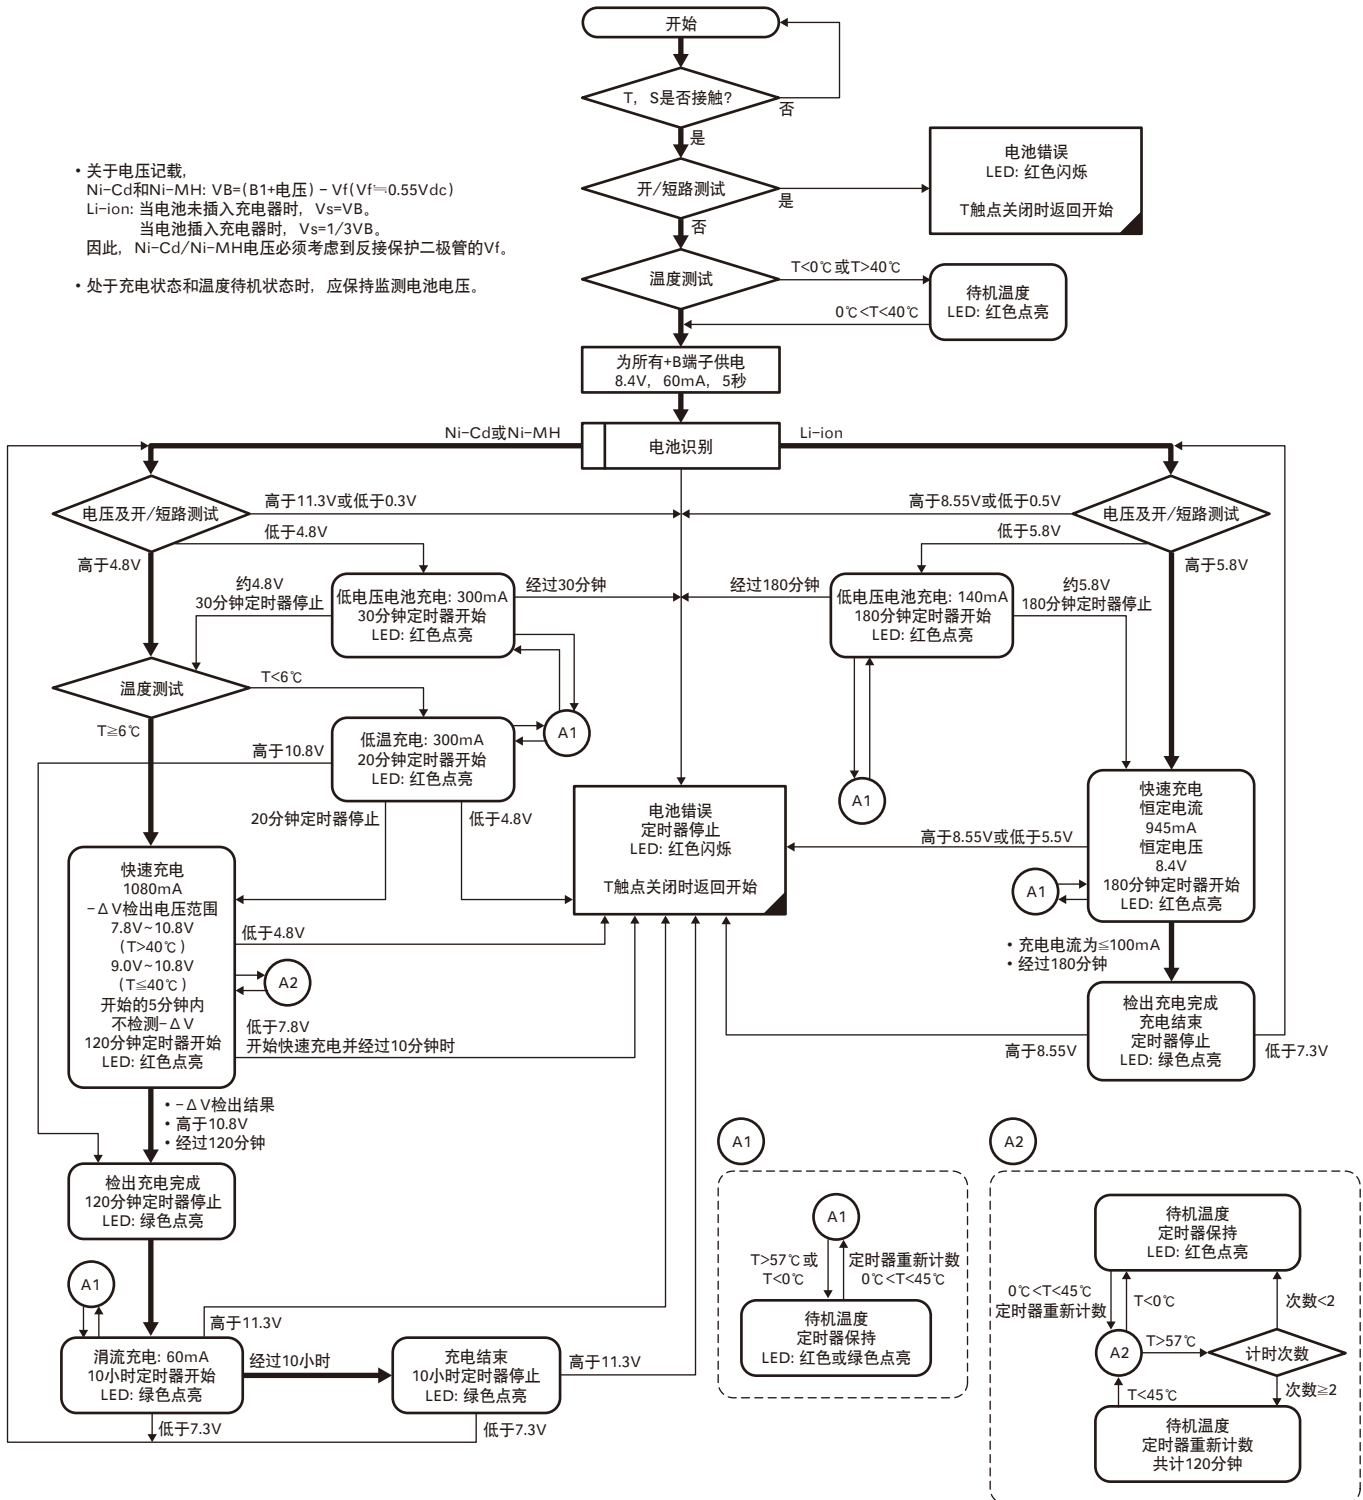 开始
T，S是否接触？
否
是
• 关于电压记载，
Ni-Cd和Ni-MH: VB=(B1+电压) - Vf(Vf≒0.55Vdc)
Li-ion: 当电池未插入充电器时，Vs=VB。
当电池插入充电器时，Vs=1/3VB。
因此，Ni-Cd/Ni-MH电压必须考虑到反接保护二极管的Vf。
• 处于充电状态和温度待机状态时，应保持监测电池电压。
开/短路测试
是
否
电池错误
LED: 红色闪烁
T触点关闭时返回开始
温度测试
T<0℃或T>40℃
0℃<T<40℃
待机温度
LED: 红色点亮
为所有+B端子供电
8.4V，60mA，5秒
Ni-Cd或Ni-MH
电池识别
Li-ion
电压及开/短路测试
高于11.3V或低于0.3V
低于4.8V
高于4.8V
高于8.55V或低于0.5V
低于5.8V
电压及开/短路测试
高于5.8V
约4.8V
30分钟定时器停止
低电压电池充电: 300mA
30分钟定时器开始
LED: 红色点亮
经过30分钟
经过180分钟
低电压电池充电: 140mA
180分钟定时器开始
LED: 红色点亮
约5.8V
180分钟定时器停止
温度测试
T<6℃
T≧6℃
高于10.8V
低温充电: 300mA
20分钟定时器开始
LED: 红色点亮
A1
20分钟定时器停止
低于4.8V
电池错误
定时器停止
LED: 红色闪烁
T触点关闭时返回开始
A1
高于8.55V或低于5.5V
A1
快速充电
恒定电流
945mA
恒定电压
8.4V
180分钟定时器开始
LED: 红色点亮
快速充电
1080mA
-ΔV检出电压范围
7.8V~10.8V
(T>40℃)
9.0V~10.8V
(T≦40℃)
开始的5分钟内
不检测-ΔV
120分钟定时器开始
LED: 红色点亮
低于4.8V
A2
低于7.8V
开始快速充电并经过10分钟时
• 充电电流为≦100mA
• 经过180分钟
检出充电完成
充电结束
定时器停止
LED: 绿色点亮
高于8.55V
低于7.3V
• -ΔV检出结果
• 高于10.8V
• 经过120分钟
检出充电完成
120分钟定时器停止
LED: 绿色点亮
A1
高于11.3V
涓流充电: 60mA
10小时定时器开始
LED: 绿色点亮
经过10小时
充电结束
10小时定时器停止
LED: 绿色点亮
高于11.3V
低于7.3V
低于7.3V
A1
A1
T>57℃或
T<0℃
定时器重新计数
0℃<T<45℃
待机温度
定时器保持
LED: 红色或绿色点亮
A2
待机温度
定时器保持
LED: 红色点亮
0℃<T<45℃
定时器重新计数
T<0℃
次数<2
A2
T>57℃
计时次数
T<45℃
次数≧2
待机温度
定时器重新计数
共计120分钟